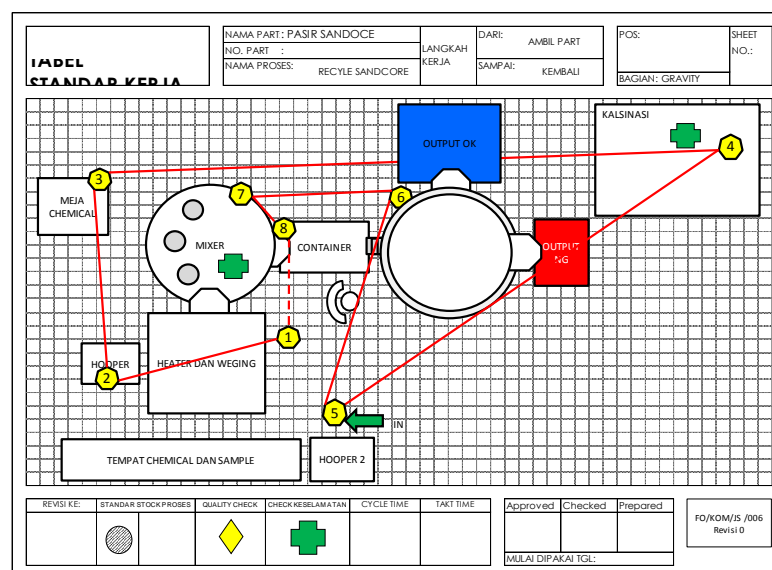 TABEL
STANDAR KERJA
NAMA PART: PASIR SANDOCE
NO. PART :
NAMA PROSES: RECYLE SANDCORE
LANGKAH
KERJA
DARI: AMBIL PART
SAMPAI: KEMBALI
POS:
BAGIAN: GRAVITY
SHEET
NO.:
KALSINASI
4
OUTPUT OK
3
MEJA
CHEMICAL
7
6
8
MIXER
CONTAINER
OUTPUT
NG
1
HOOPER
2
HEATER DAN WEGING
5
IN
TEMPAT CHEMICAL DAN SAMPLE
HOOPER 2
REVISI KE:
STANDAR STOCK PROSES
QUALITY CHECK
CHECK KESELAMATAN
CYCLE TIME
TAKT TIME
Approved
Checked
Prepared
MULAI DIPAKAI TGL:
FO/KOM/JS /006
Revisi 0